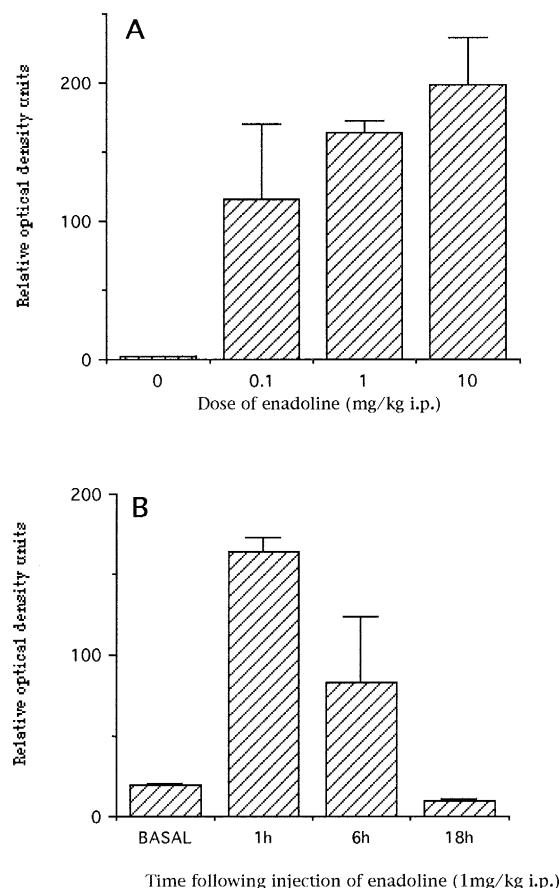 A
Relative optical density units
200
100
0
0 0.1 1 10
Dose of enadoline (mg/kg i.p.)
B
Relative optical density units
200
100
0
BASAL 1h 6h 18h
Time following injection of enadoline (1mg/kg i.p.)